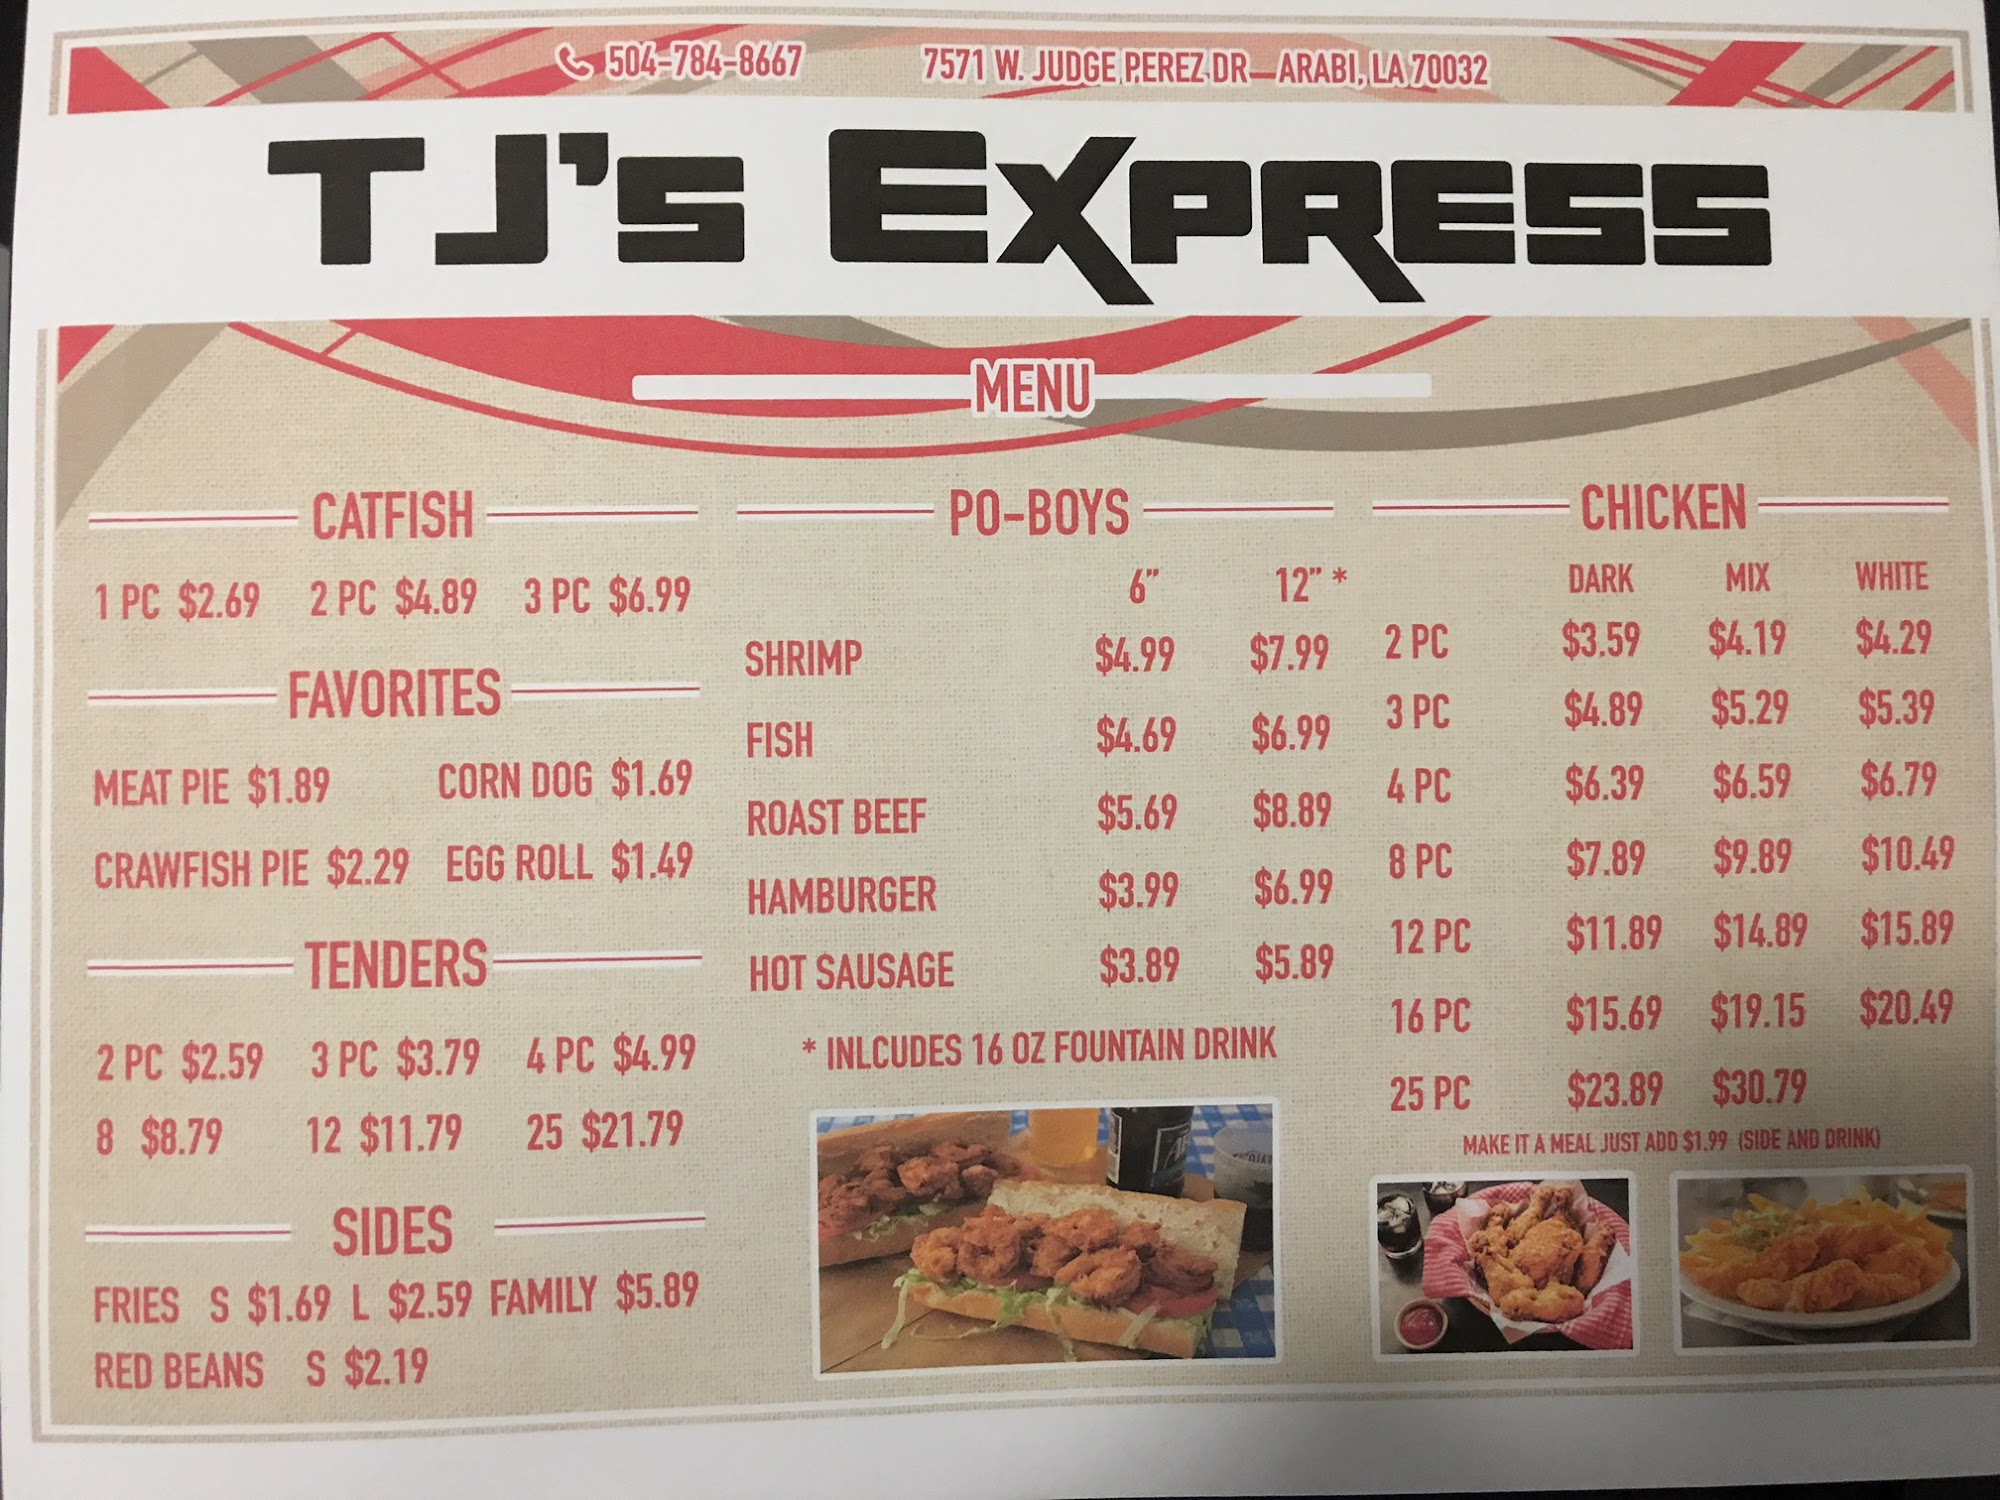 504-784-8667 7571 W. JUDGE PEREZ DR—ARABI, LA 70032
TJ's EXPRESS
MENU
CATFISH
1 PC $2.69 2 PC $4.89 3 PC $6.99
FAVORITES
MEAT PIE $1.89 CORN DOG $1.69
CRAWFISH PIE $2.29 EGG ROLL $1.49
TENDERS
2 PC $2.59 3 PC $3.79 4 PC $4.99
8 $8.79 12 $11.79 25 $21.79
SIDES
FRIES S $1.69 L $2.59 FAMILY $5.89
RED BEANS S $2.19
PO-BOYS
6" 12" *
SHRIMP $4.99 $7.99
FISH $4.69 $6.99
ROAST BEEF $5.69 $8.89
HAMBURGER $3.99 $6.99
HOT SAUSAGE $3.89 $5.89
* INLCUDES 16 OZ FOUNTAIN DRINK
CHICKEN
DARK MIX WHITE
2 PC $3.59 $4.19 $4.29
3 PC $4.89 $5.29 $5.39
4 PC $6.39 $6.59 $6.79
8 PC $7.89 $9.89 $10.49
12 PC $11.89 $14.89 $15.89
16 PC $15.69 $19.15 $20.49
25 PC $23.89 $30.79
MAKE IT A MEAL JUST ADD $1.99 (SIDE AND DRINK)